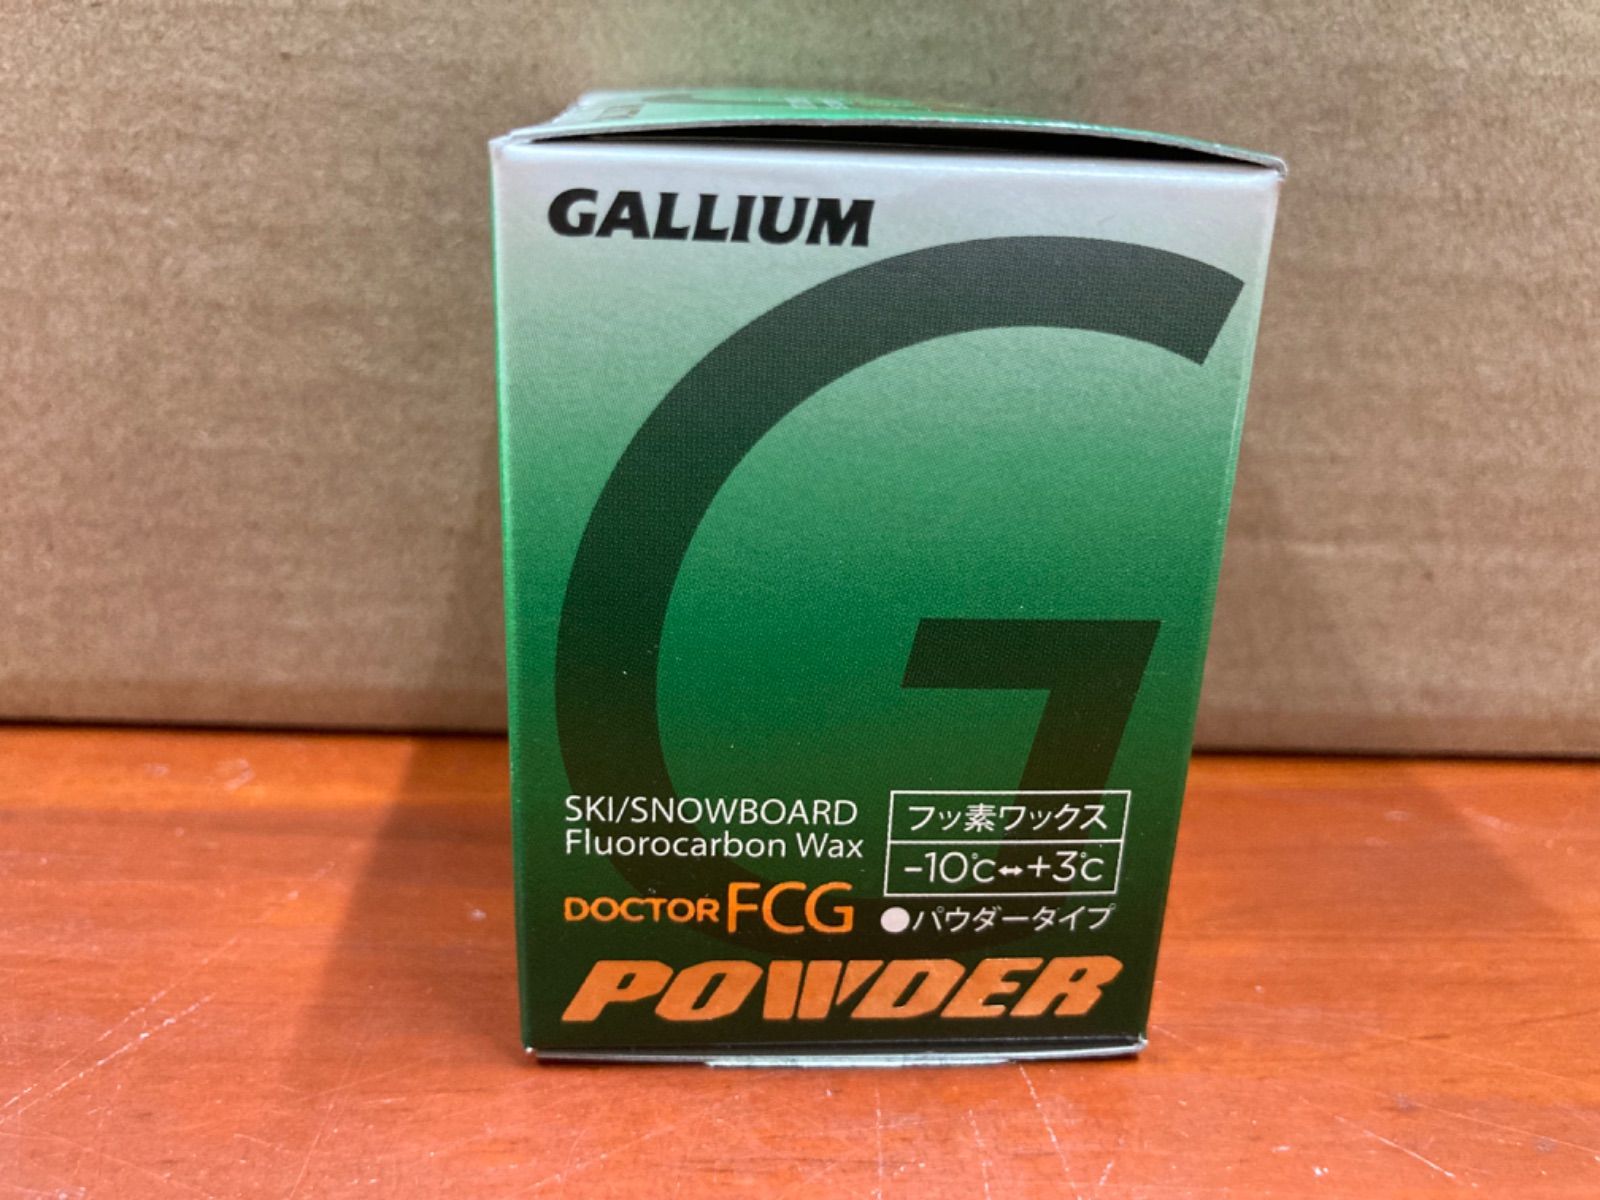 GALLIUM
SKI/SNOWBOARD
Fluorocarbon Wax
DOCTOR FCG
POWDER
フッ素ワックス
-10℃↔+3℃
●パウダータイプ